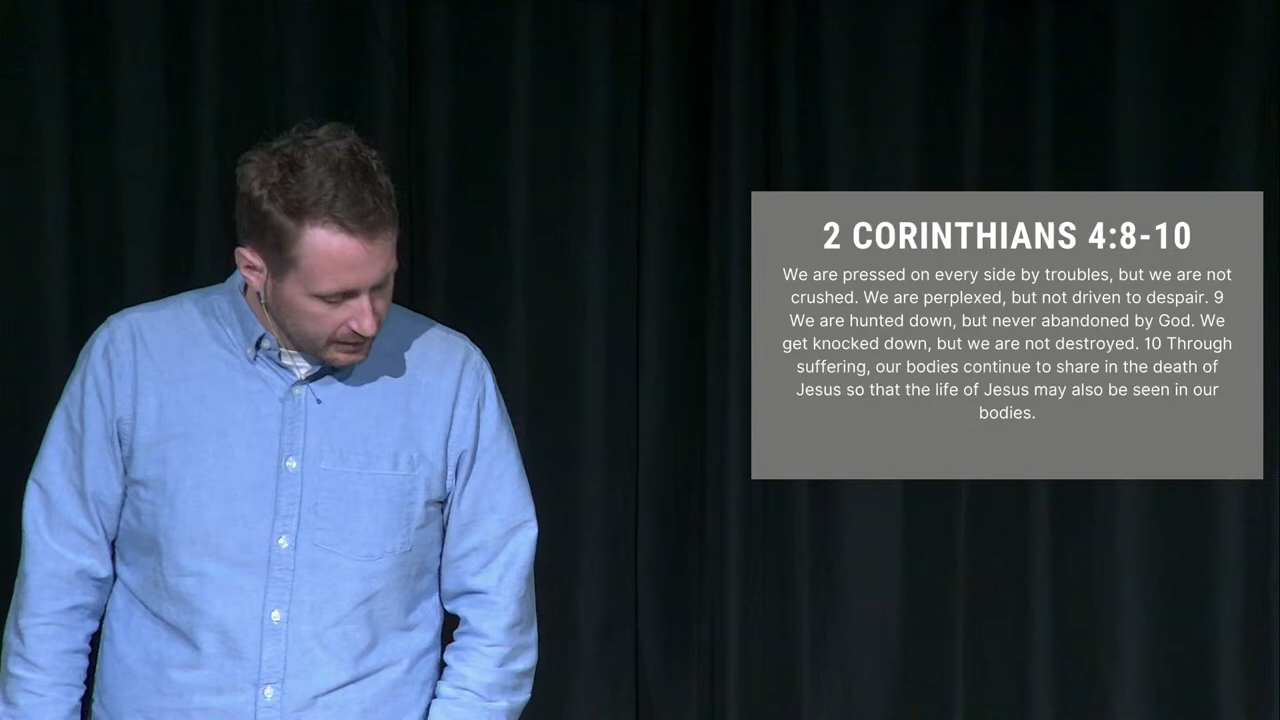 2 CORINTHIANS 4:8-10
We are pressed on every side by troubles, but we are not
crushed. We are perplexed, but not driven to despair. 9
We are hunted down, but never abandoned by God. We
get knocked down, but we are not destroyed. 10 Through
suffering, our bodies continue to share in the death of
Jesus so that the life of Jesus may also be seen in our
bodies.